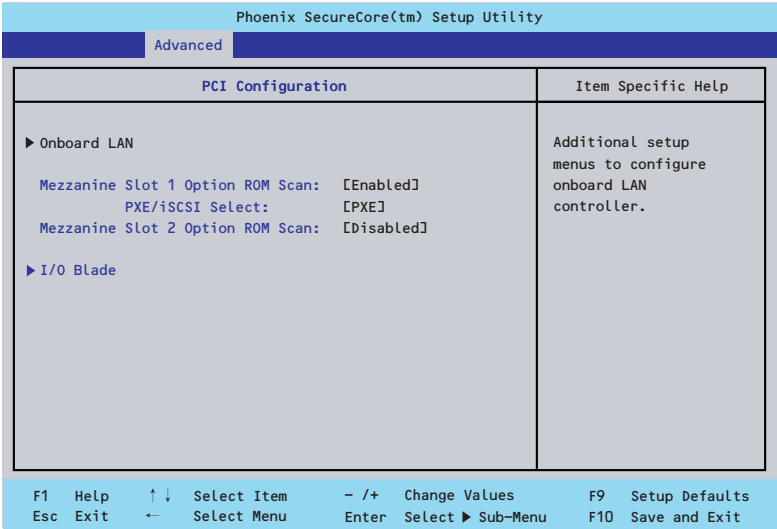 Phoenix SecureCore(tm) Setup Utility
Advanced
PCI Configuration
Item Specific Help
▶ Onboard LAN
Mezzanine Slot 1 Option ROM Scan: [Enabled]
PXE/iSCSI Select: [PXE]
Mezzanine Slot 2 Option ROM Scan: [Disabled]
▶ I/O Blade
Additional setup
menus to configure
onboard LAN
controller.
F1 Help ↑↓ Select Item − /+ Change Values F9 Setup Defaults
Esc Exit ← Select Menu Enter Select ▶ Sub−Menu F10 Save and Exit